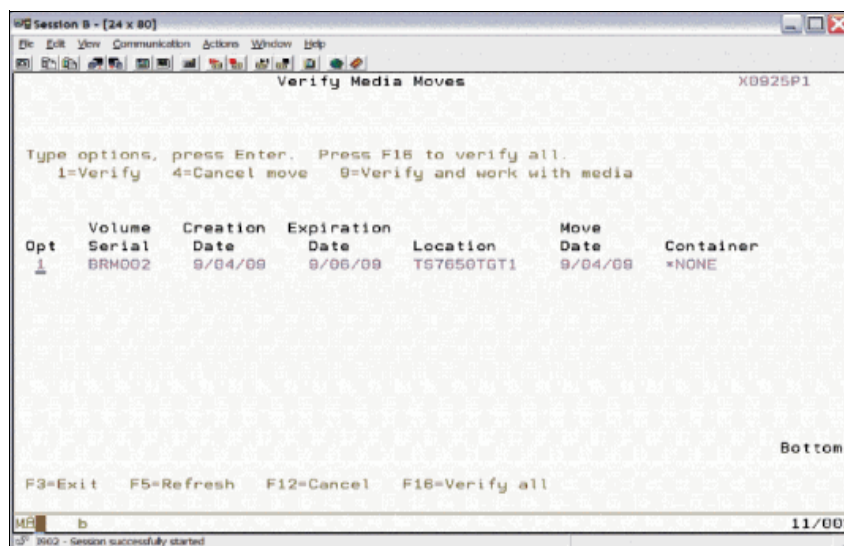 Session B - [24 x 80]
File Edit View Communication Actions Window Help
Verify Media Moves X0925P1
Type options, press Enter. Press F16 to verify all.
1=Verify 4=Cancel move 9=Verify and work with media
Volume Creation Expiration Move
Opt Serial Date Date Location Date Container
1 BRM002 9/04/09 9/06/09 TS7650TGT1 9/04/09 *NONE
Bottom
F3=Exit F5=Refresh F12=Cancel F16=Verify all
b 11/00
I902 - Session successfully started